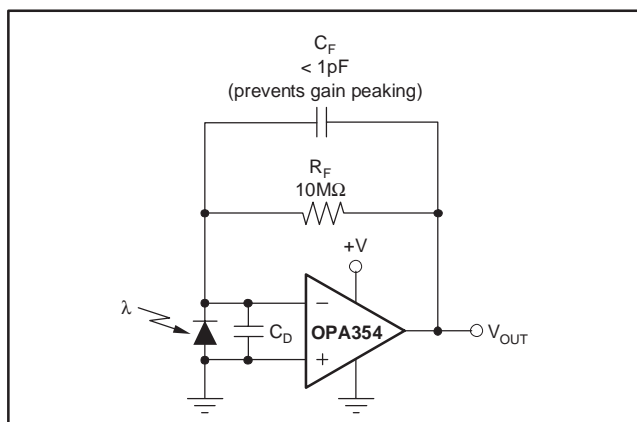 C_F
< 1pF
(prevents gain peaking)
R_F
10MΩ
+V
λ
−
C_D
OPA354
+
V_OUT